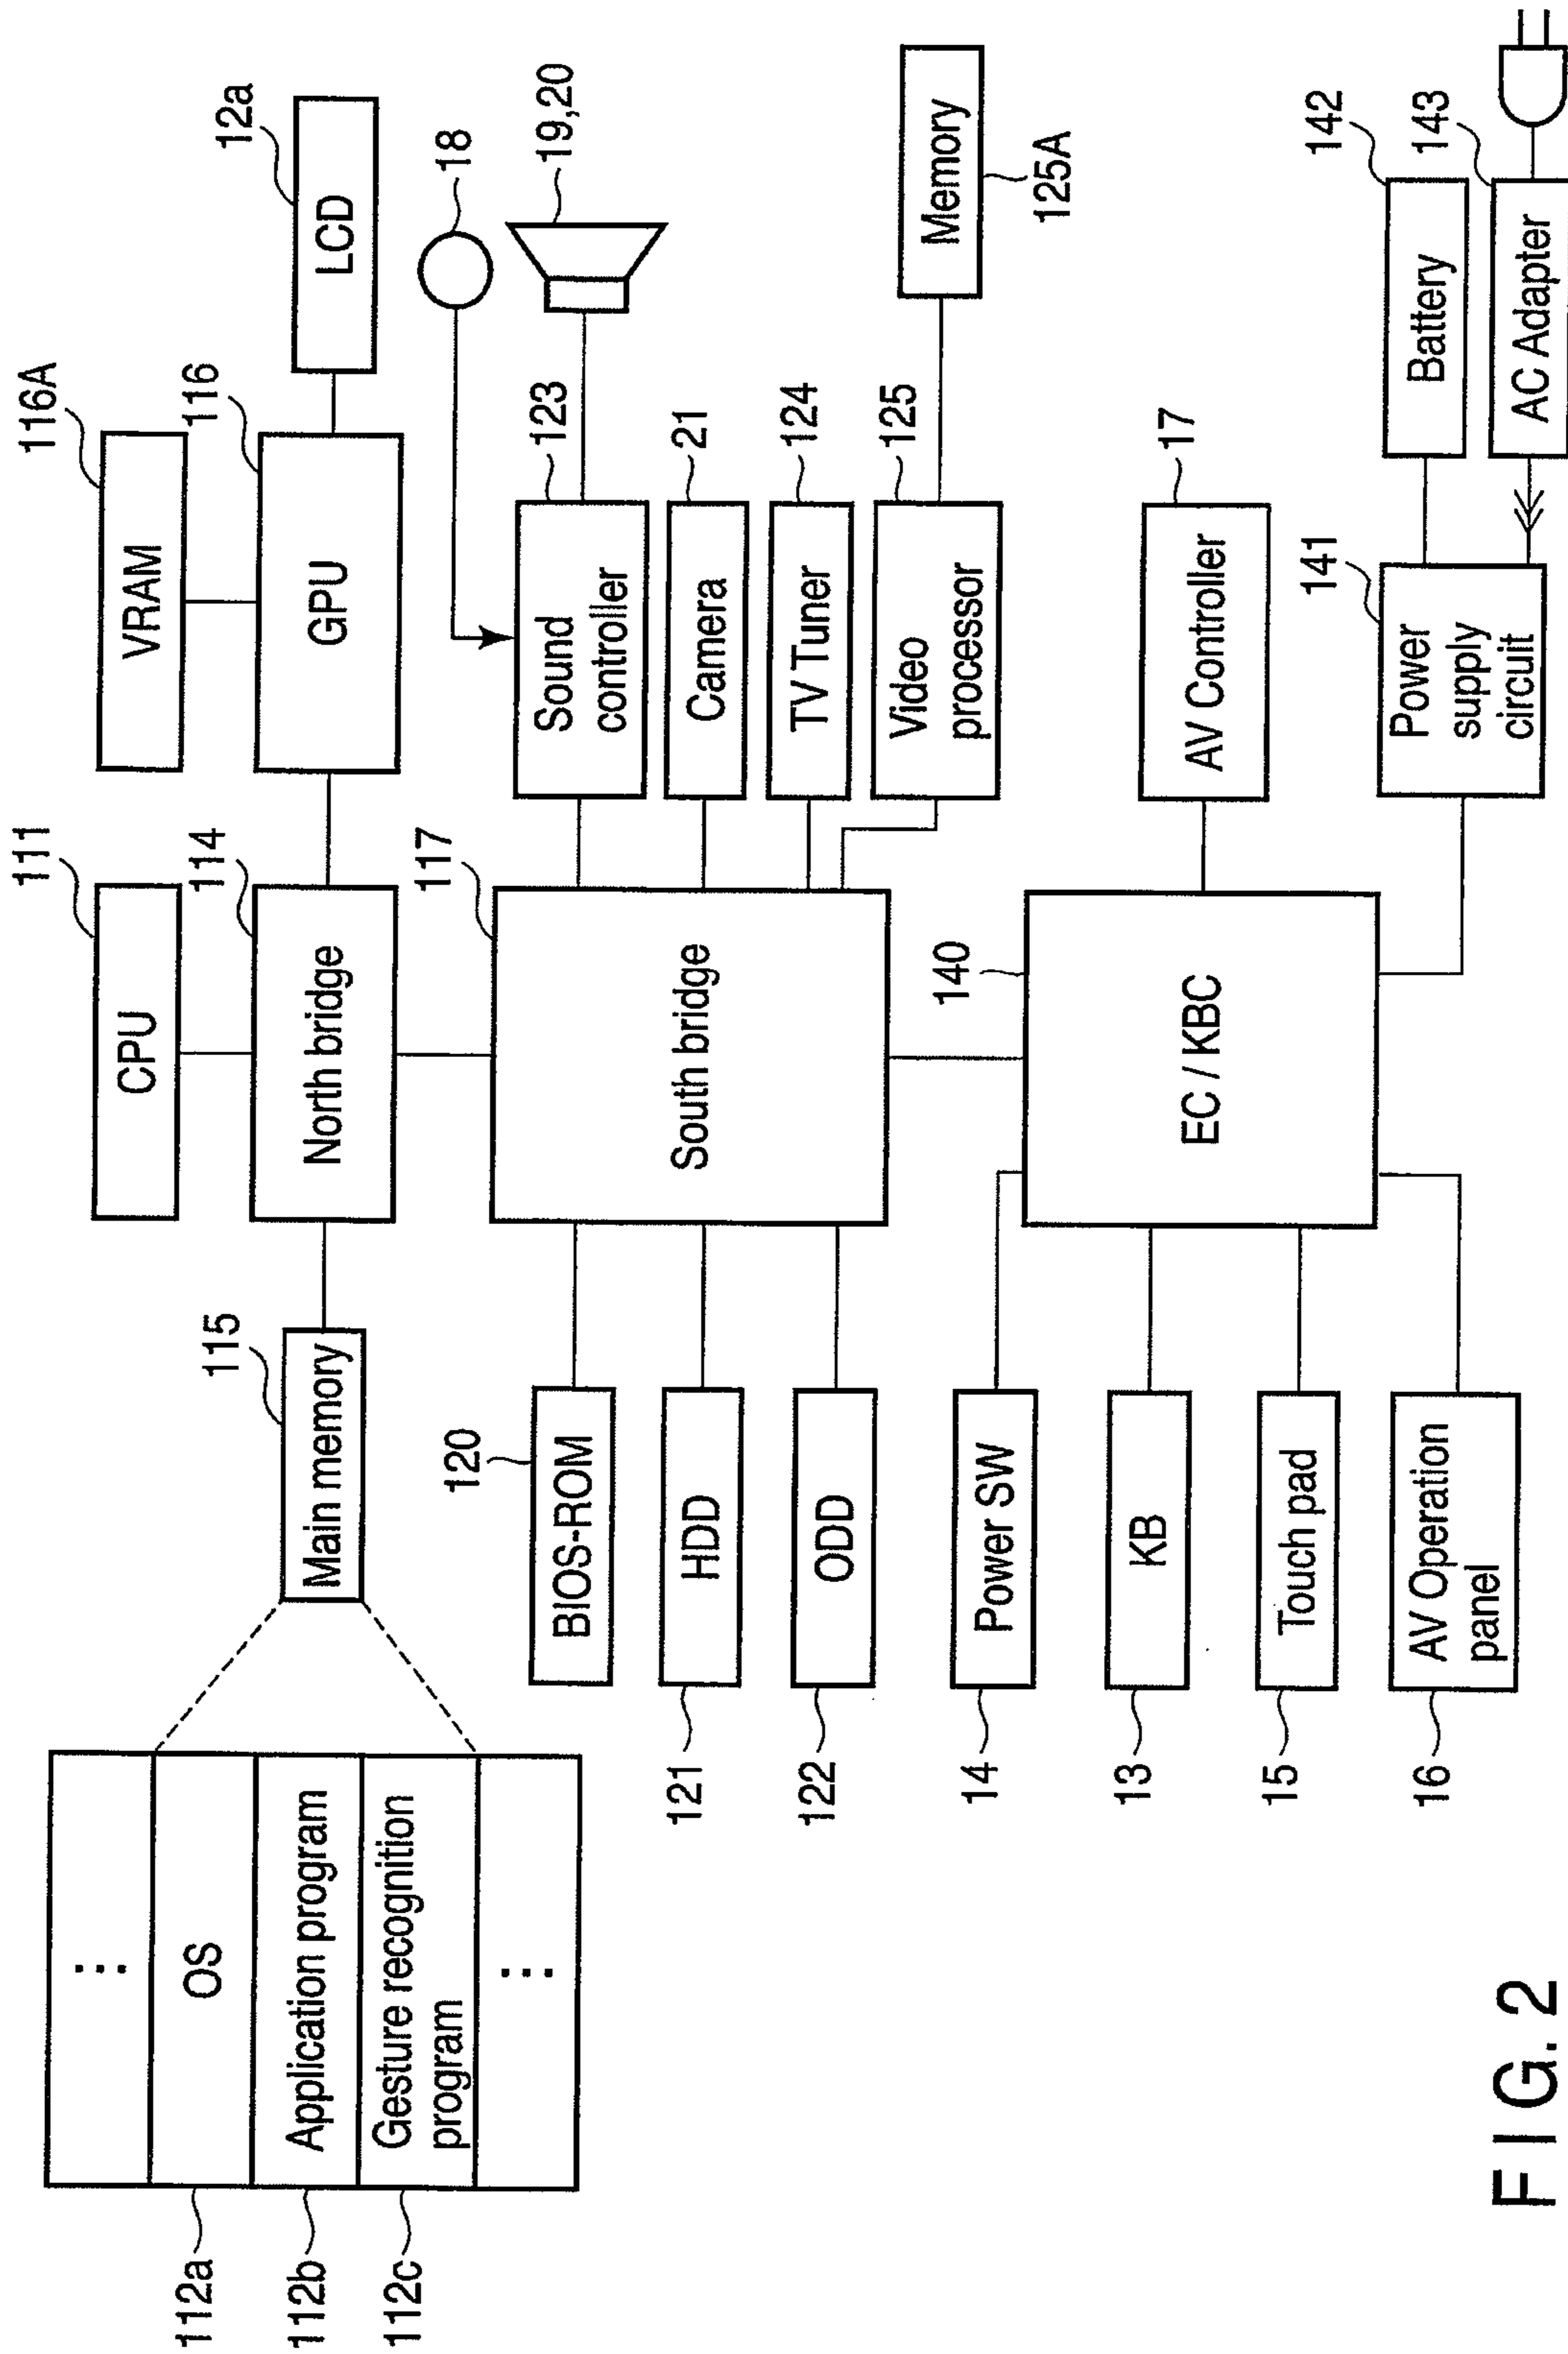 111
CPU
116A
VRAM
114
North bridge
116
GPU
12a
LCD
115
Main memory
⋮
112a
OS
112b
Application program
112c
Gesture recognition
program
⋮
117
South bridge
120
BIOS-ROM
121
HDD
122
ODD
18
123
Sound
controller
19,20
21
Camera
124
TV Tuner
125
Video
processor
Memory
125A
140
EC / KBC
14
Power SW
13
KB
15
Touch pad
16
AV Operation
panel
17
AV Controller
141
Power
supply
circuit
142
Battery
143
AC Adapter
FIG. 2